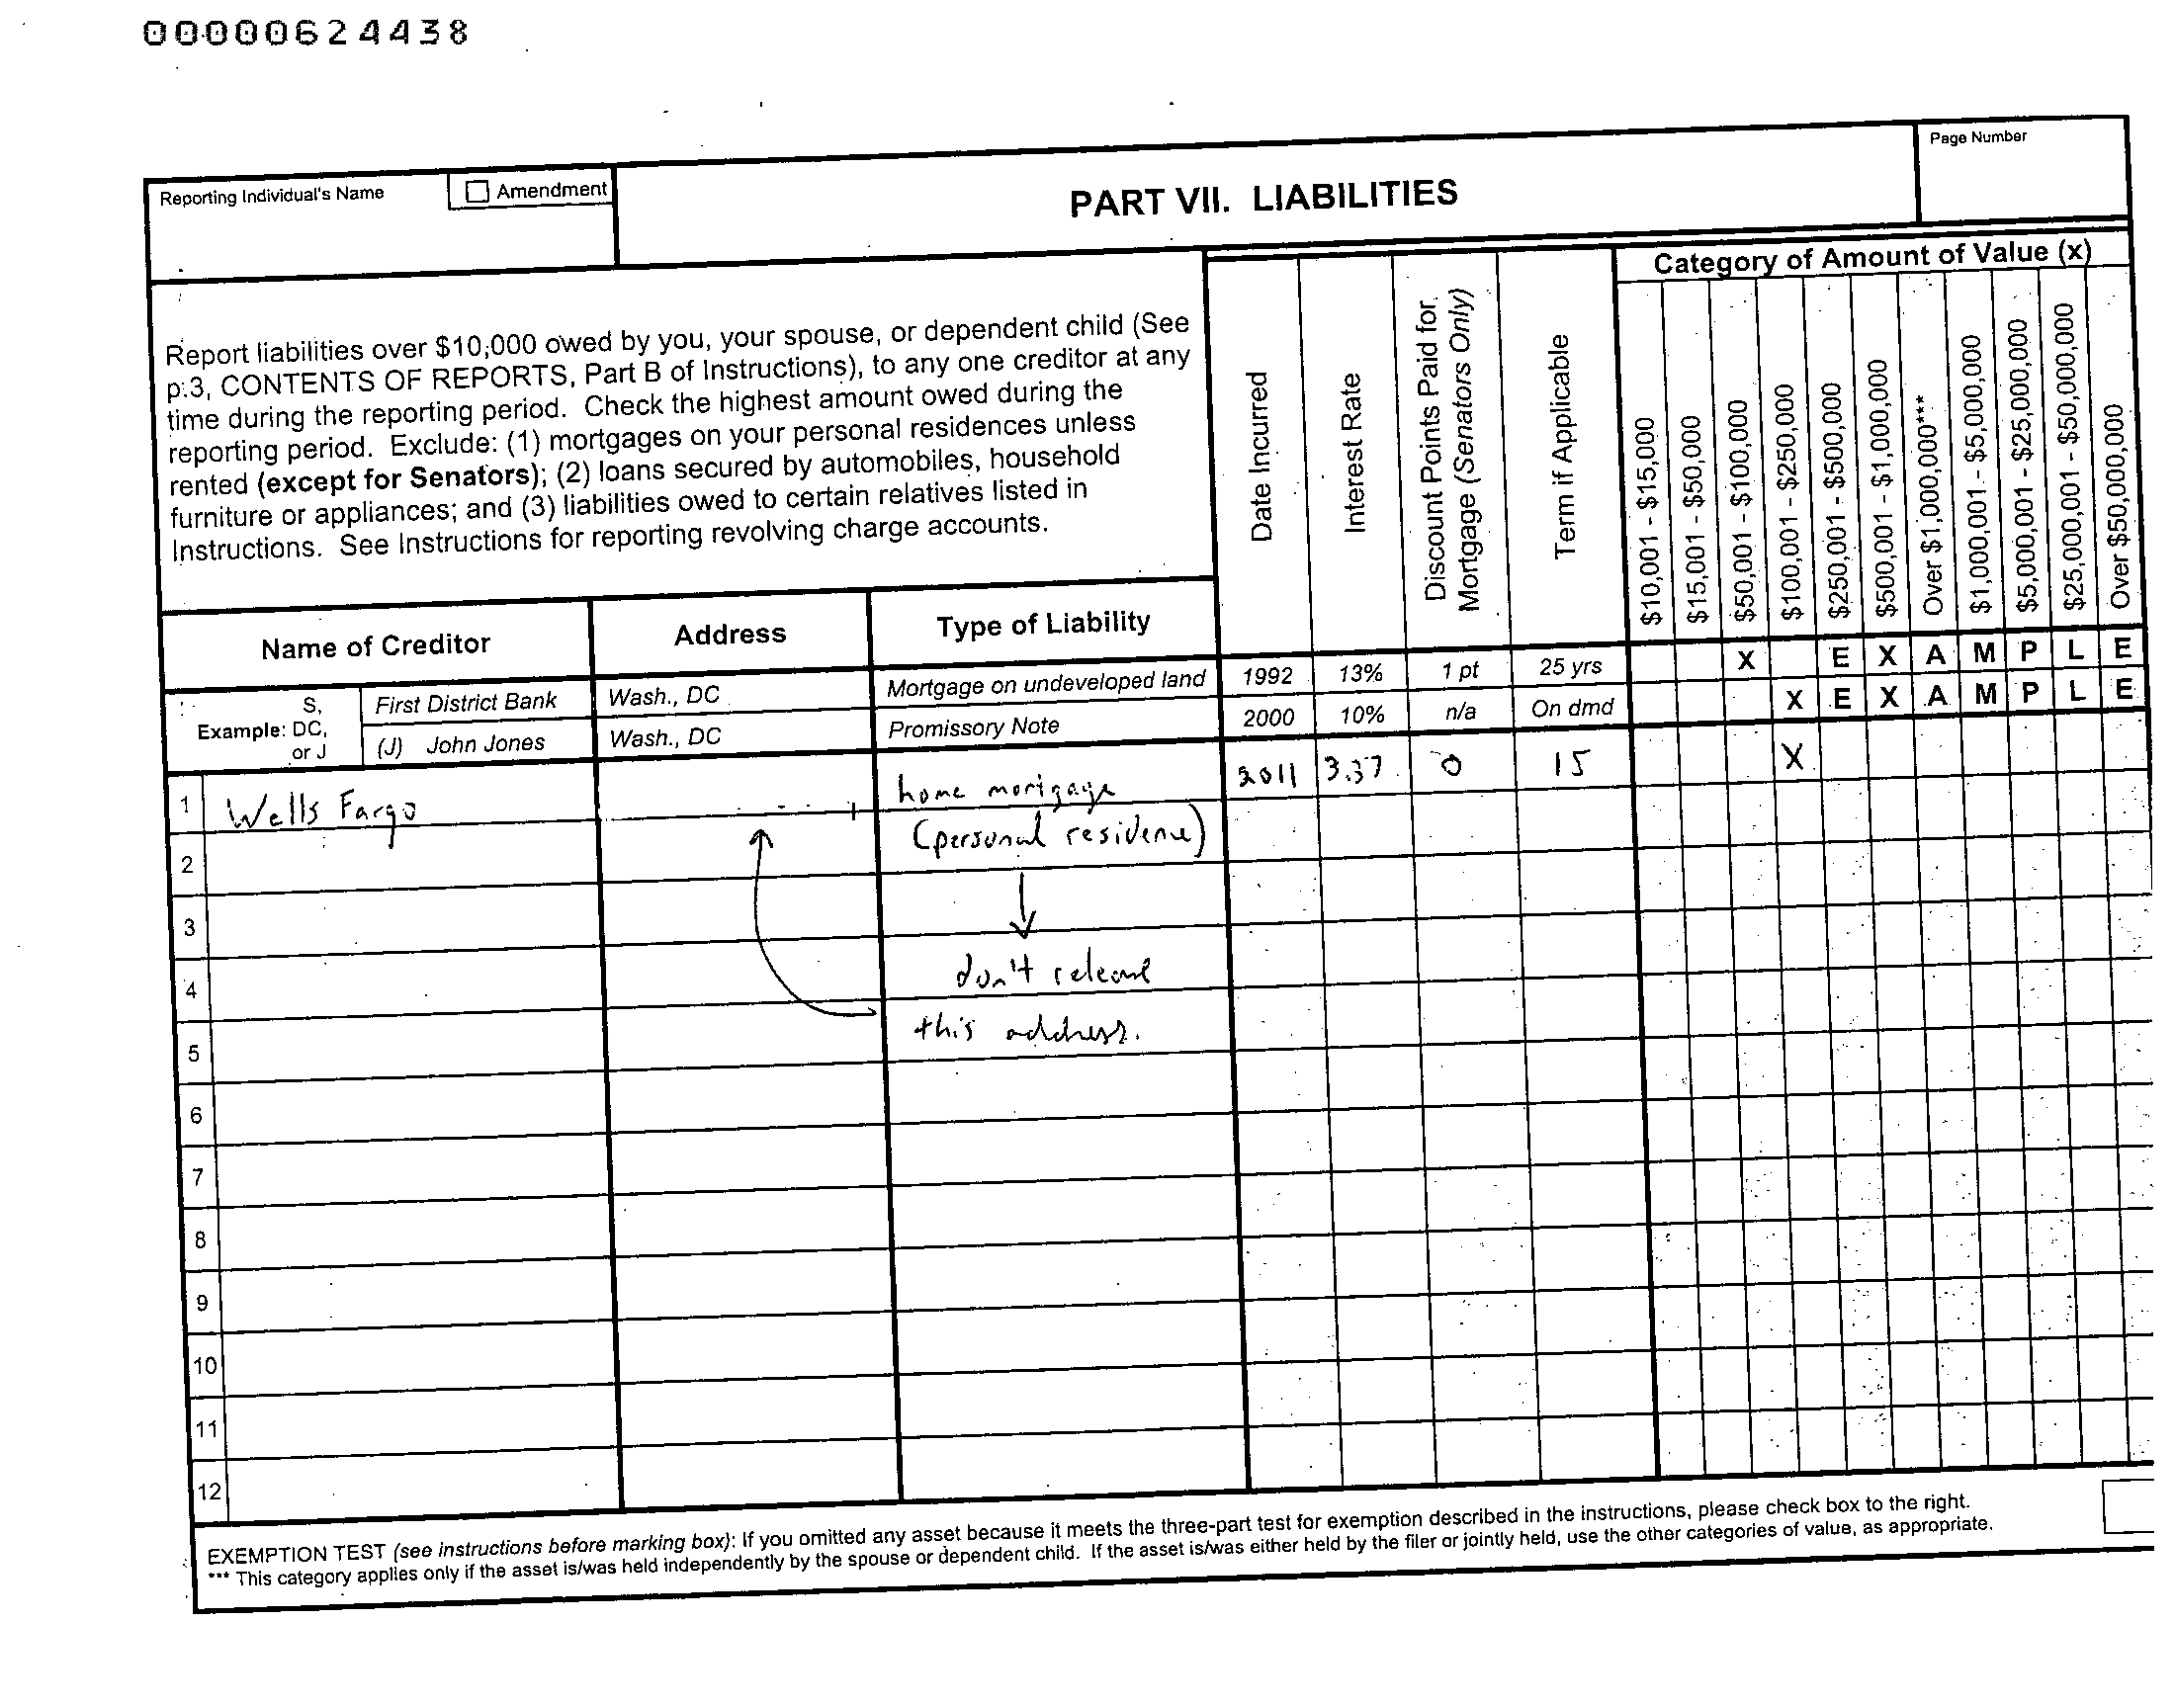 00000624438
Reporting Individual's Name
Amendment
PART VII. LIABILITIES
Page Number
Report liabilities over $10,000 owed by you, your spouse, or dependent child (See
p.3, CONTENTS OF REPORTS, Part B of Instructions), to any one creditor at any
time during the reporting period. Check the highest amount owed during the
reporting period. Exclude: (1) mortgages on your personal residences unless
rented (except for Senators); (2) loans secured by automobiles, household
furniture or appliances; and (3) liabilities owed to certain relatives listed in
Instructions. See Instructions for reporting revolving charge accounts.
Date Incurred
Interest Rate
Discount Points Paid for
Mortgage (Senators Only)
Term if Applicable
Category of Amount of Value (x)
$10,001 - $15,000
$15,001 - $50,000
$50,001 - $100,000
$100,001 - $250,000
$250,001 - $500,000
$500,001 - $1,000,000
Over $1,000,000***
$1,000,001 - $5,000,000
$5,000,001 - $25,000,000
$25,000,001 - $50,000,000
Over $50,000,000
Name of Creditor Address Type of Liability
Example: S, DC, or J
First District Bank Wash., DC Mortgage on undeveloped land 1992 13% 1 pt 25 yrs X E X A M P L E
(J) John Jones Wash., DC Promissory Note 2000 10% n/a On dmd X E X A M P L E
1 Wells Fargo home mortgage 2011 3.37 0 15 X
2 (personal residence)
3
4 don't release
5 this address.
6
7
8
9
10
11
12
EXEMPTION TEST (see instructions before marking box): If you omitted any asset because it meets the three-part test for exemption described in the instructions, please check box to the right.
*** This category applies only if the asset is/was held independently by the spouse or dependent child. If the asset is/was either held by the filer or jointly held, use the other categories of value, as appropriate.